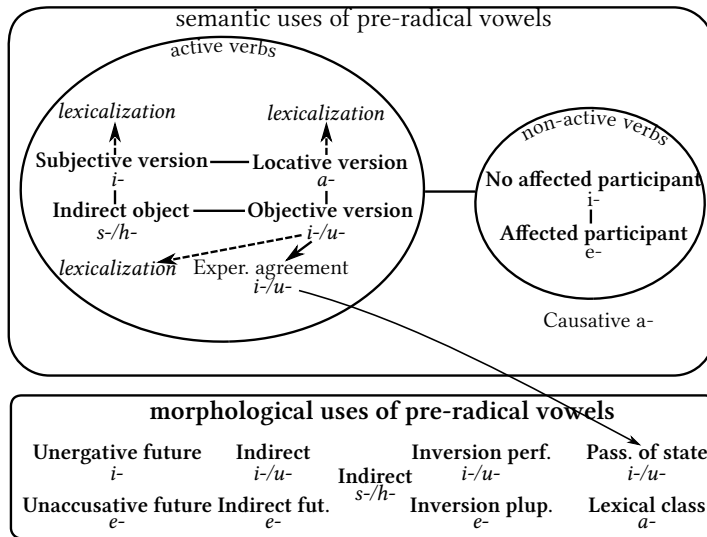 semantic uses of pre-radical vowels
active verbs
lexicalization lexicalization
non-active verbs
Subjective version Locative version
i- a-
No affected participant
i-
Indirect object Objective version
s-/h- i-/u-
Affected participant
e-
lexicalization Exper. agreement
i-/u-
Causative a-
morphological uses of pre-radical vowels
Unergative future Indirect Inversion perf. Pass. of state
i- i-/u- i-/u- i-/u-
Indirect
s-/h-
Unaccusative future Indirect fut. Inversion plup. Lexical class
e- e- e- a-